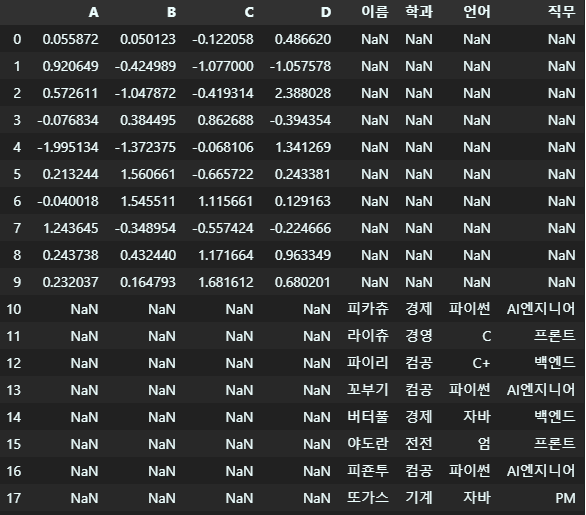 A B C D 이름 학과 언어 직무
0 0.055872 0.050123 -0.122058 0.486620 NaN NaN NaN NaN
1 0.920649 -0.424989 -1.077000 -1.057578 NaN NaN NaN NaN
2 0.572611 -1.047872 -0.419314 2.388028 NaN NaN NaN NaN
3 -0.076834 0.384495 0.862688 -0.394354 NaN NaN NaN NaN
4 -1.995134 -1.372375 -0.068106 1.341269 NaN NaN NaN NaN
5 0.213244 1.560661 -0.665722 0.243381 NaN NaN NaN NaN
6 -0.040018 1.545511 1.115661 0.129163 NaN NaN NaN NaN
7 1.243645 -0.348954 -0.557424 -0.224666 NaN NaN NaN NaN
8 0.243738 0.432440 1.171664 0.963349 NaN NaN NaN NaN
9 0.232037 0.164793 1.681612 0.680201 NaN NaN NaN NaN
10 NaN NaN NaN NaN 피카츄 경제 파이썬 AI엔지니어
11 NaN NaN NaN NaN 라이츄 경영 C 프론트
12 NaN NaN NaN NaN 파이리 컴공 C+ 백엔드
13 NaN NaN NaN NaN 꼬부기 컴공 파이썬 AI엔지니어
14 NaN NaN NaN NaN 버터풀 경제 자바 백엔드
15 NaN NaN NaN NaN 야도란 전전 엄 프론트
16 NaN NaN NaN NaN 피죤투 컴공 파이썬 AI엔지니어
17 NaN NaN NaN NaN 또가스 기계 자바 PM